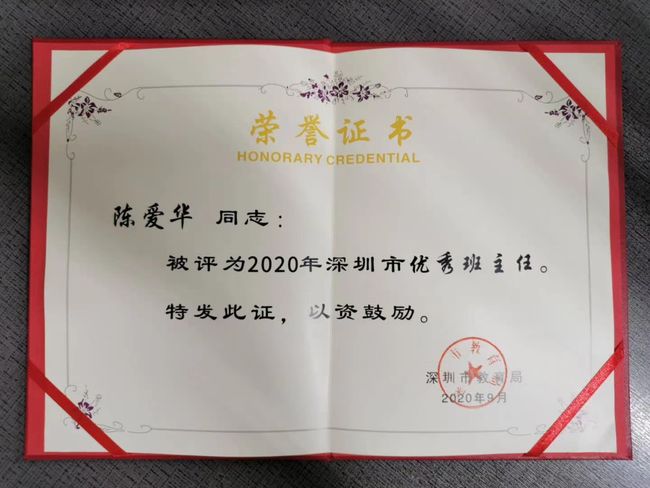 荣誉证书
HONORARY CREDENTIAL
陈爱华 同志：
被评为2020年深圳市优秀班主任。
特发此证，以资鼓励。
深圳市教育局
2020年9月